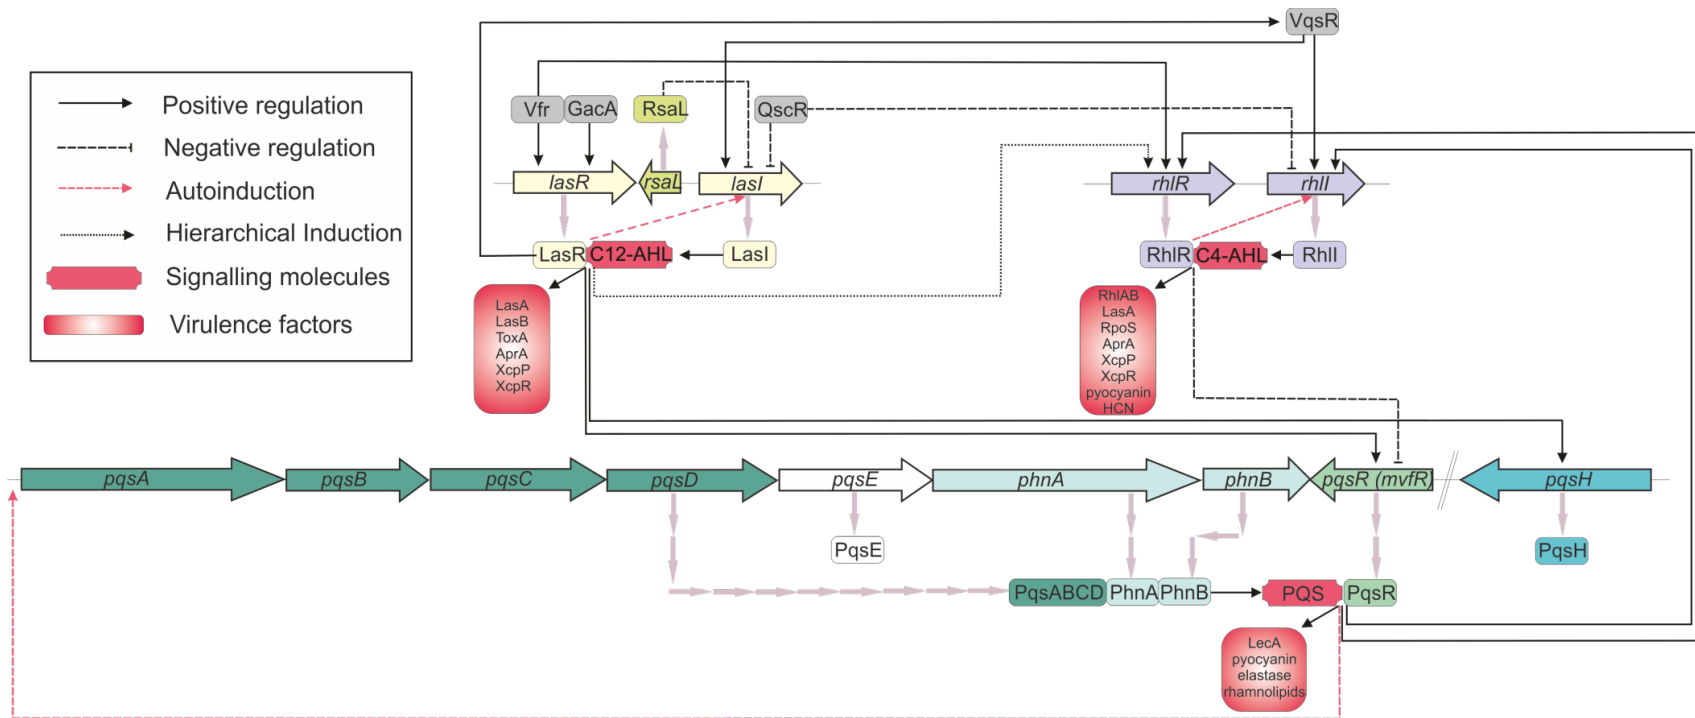 VqsR
Positive regulation
Negative regulation
Autoinduction
Hierarchical Induction
Signalling molecules
Virulence factors
Vfr
GacA
RsaL
QscR
lasR
rsaL
lasI
rhlR
rhlI
LasR
C12-AHL
LasI
RhlR
C4-AHL
RhlI
LasA
LasB
ToxA
AprA
XcpP
XcpR
RhlAB
LasA
RpoS
AprA
XcpP
XcpR
pyocyanin
HCN
pqsA
pqsB
pqsC
pqsD
pqsE
phnA
phnB
pqsR (mvfR)
pqsH
PqsE
PqsH
PqsABCD
PhnA
PhnB
PQS
PqsR
LecA
pyocyanin
elastase
rhamnolipids